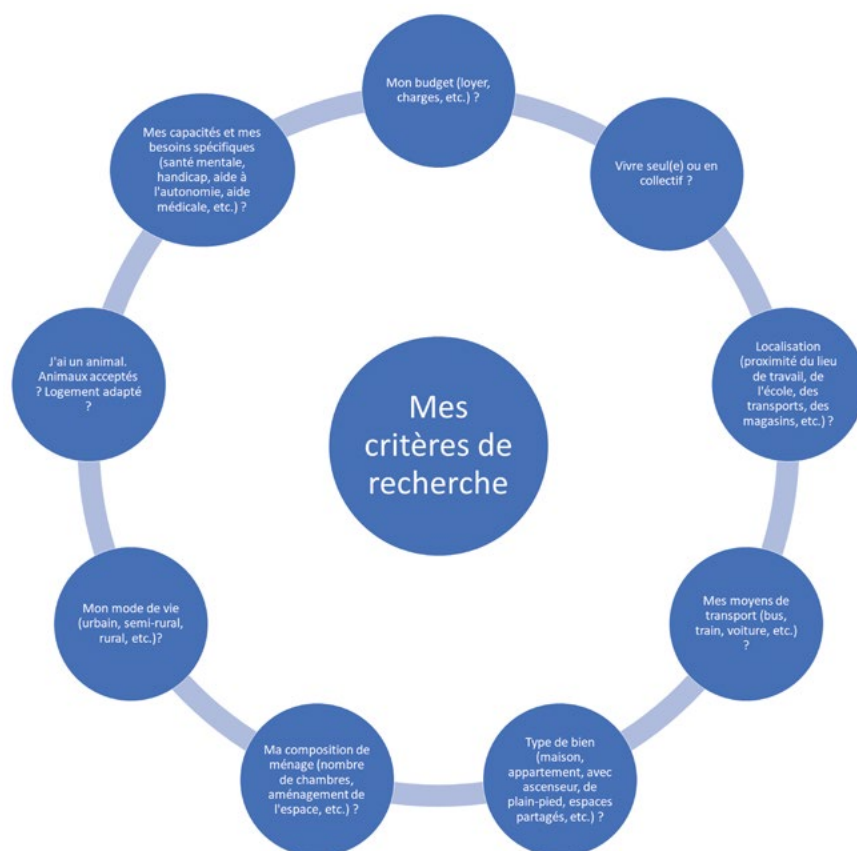 Mon budget (loyer,
charges, etc.) ?
Vivre seul(e) ou en
collectif ?
Localisation
(proximité du lieu
de travail, de
l'école, des
transports, des
magasins, etc.) ?
Mes moyens de
transport (bus,
train, voiture, etc.)
?
Type de bien
(maison,
appartement, avec
ascenseur, de
plain-pied, espaces
partagés, etc.) ?
Ma composition de
ménage (nombre
de chambres,
aménagement de
l'espace, etc.) ?
Mon mode de vie
(urbain, semi-rural,
rural, etc.)?
J'ai un animal.
Animaux acceptés
? Logement adapté
?
Mes capacités et mes
besoins spécifiques
(santé mentale,
handicap, aide à
l'autonomie, aide
médicale, etc.) ?
Mes
critères de
recherche